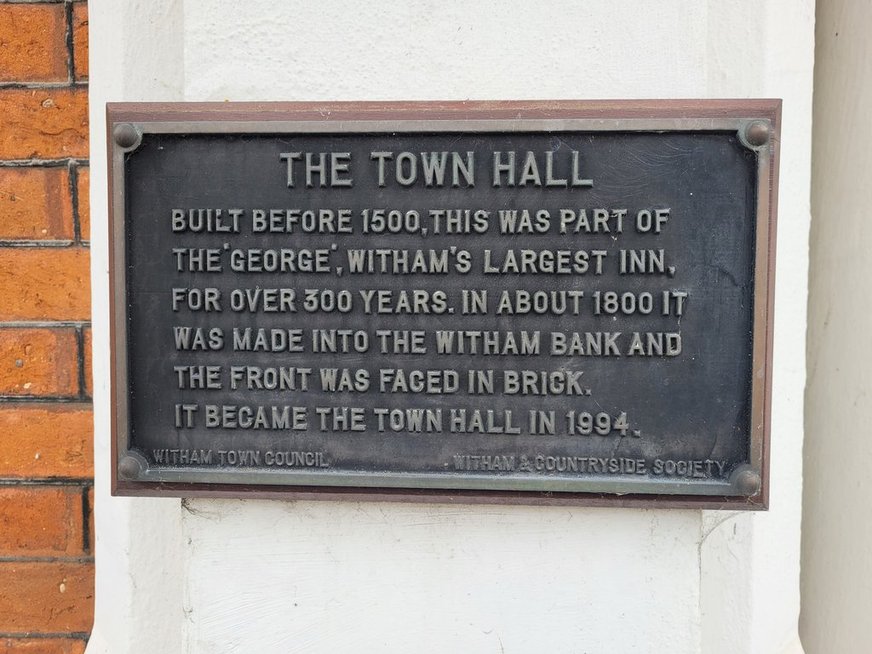 THE TOWN HALL
BUILT BEFORE 1500, THIS WAS PART OF
THE 'GEORGE', WITHAM'S LARGEST INN,
FOR OVER 300 YEARS. IN ABOUT 1800 IT
WAS MADE INTO THE WITHAM BANK AND
THE FRONT WAS FACED IN BRICK.
IT BECAME THE TOWN HALL IN 1994.
WITHAM TOWN COUNCIL WITHAM & COUNTRYSIDE SOCIETY